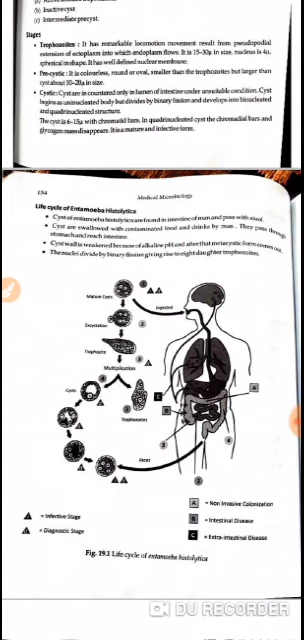 (b) Inactive cyst
(c) Intermediate precyst.
Stages
• Trophozoites : It has remarkable locomotion movement result from pseudopodial
extension of ectoplasm into which endoplasm flows. It is 15-30µ in size, nucleus is 4µ,
spherical in shape. It has well defined nuclear membrane.
• Pre-cystic : It is colourless, round or oval, smaller than the trophozoites but larger than
cyst about 10-20µ in size.
• Cystic : Cyst are in countered only in lumen of intestine under unsuitable condition. Cyst
begins as uninucleated body but divides by binary fission and develops into binucleated
and quadrinucleated structure.
The cyst is 6-15µ with chromatid bars. In quadrinucleated cyst the chromadial bars and
glycogen mass disappears. It is a mature and infective form.
154
Medical Microbiology
Life cycle of Entamoeba Histolytica
• Cyst of entamoeba histolytica are found in intestine of man and pass with stool.
• Cyst are swallowed with contaminated food and drinks by man. They pass through
stomach and reach intestine.
• Cyst wall is weakened because of alkaline pH and after that metacystic form comes out.
• The nuclei divide by binary fission giving rise to eight daughter trophozoites.
Mature Cysts
Ingested
Excystation
Trophozoite
Multiplication
Cysts
Trophozoites
Feces
A
B
C
A = Non Invasive Colonization
B = Intestinal Disease
C = Extra-Intestinal Disease
= Infective Stage
= Diagnostic Stage
Fig. 19.1 Life cycle of entamoeba histolytica
DU RECORDER